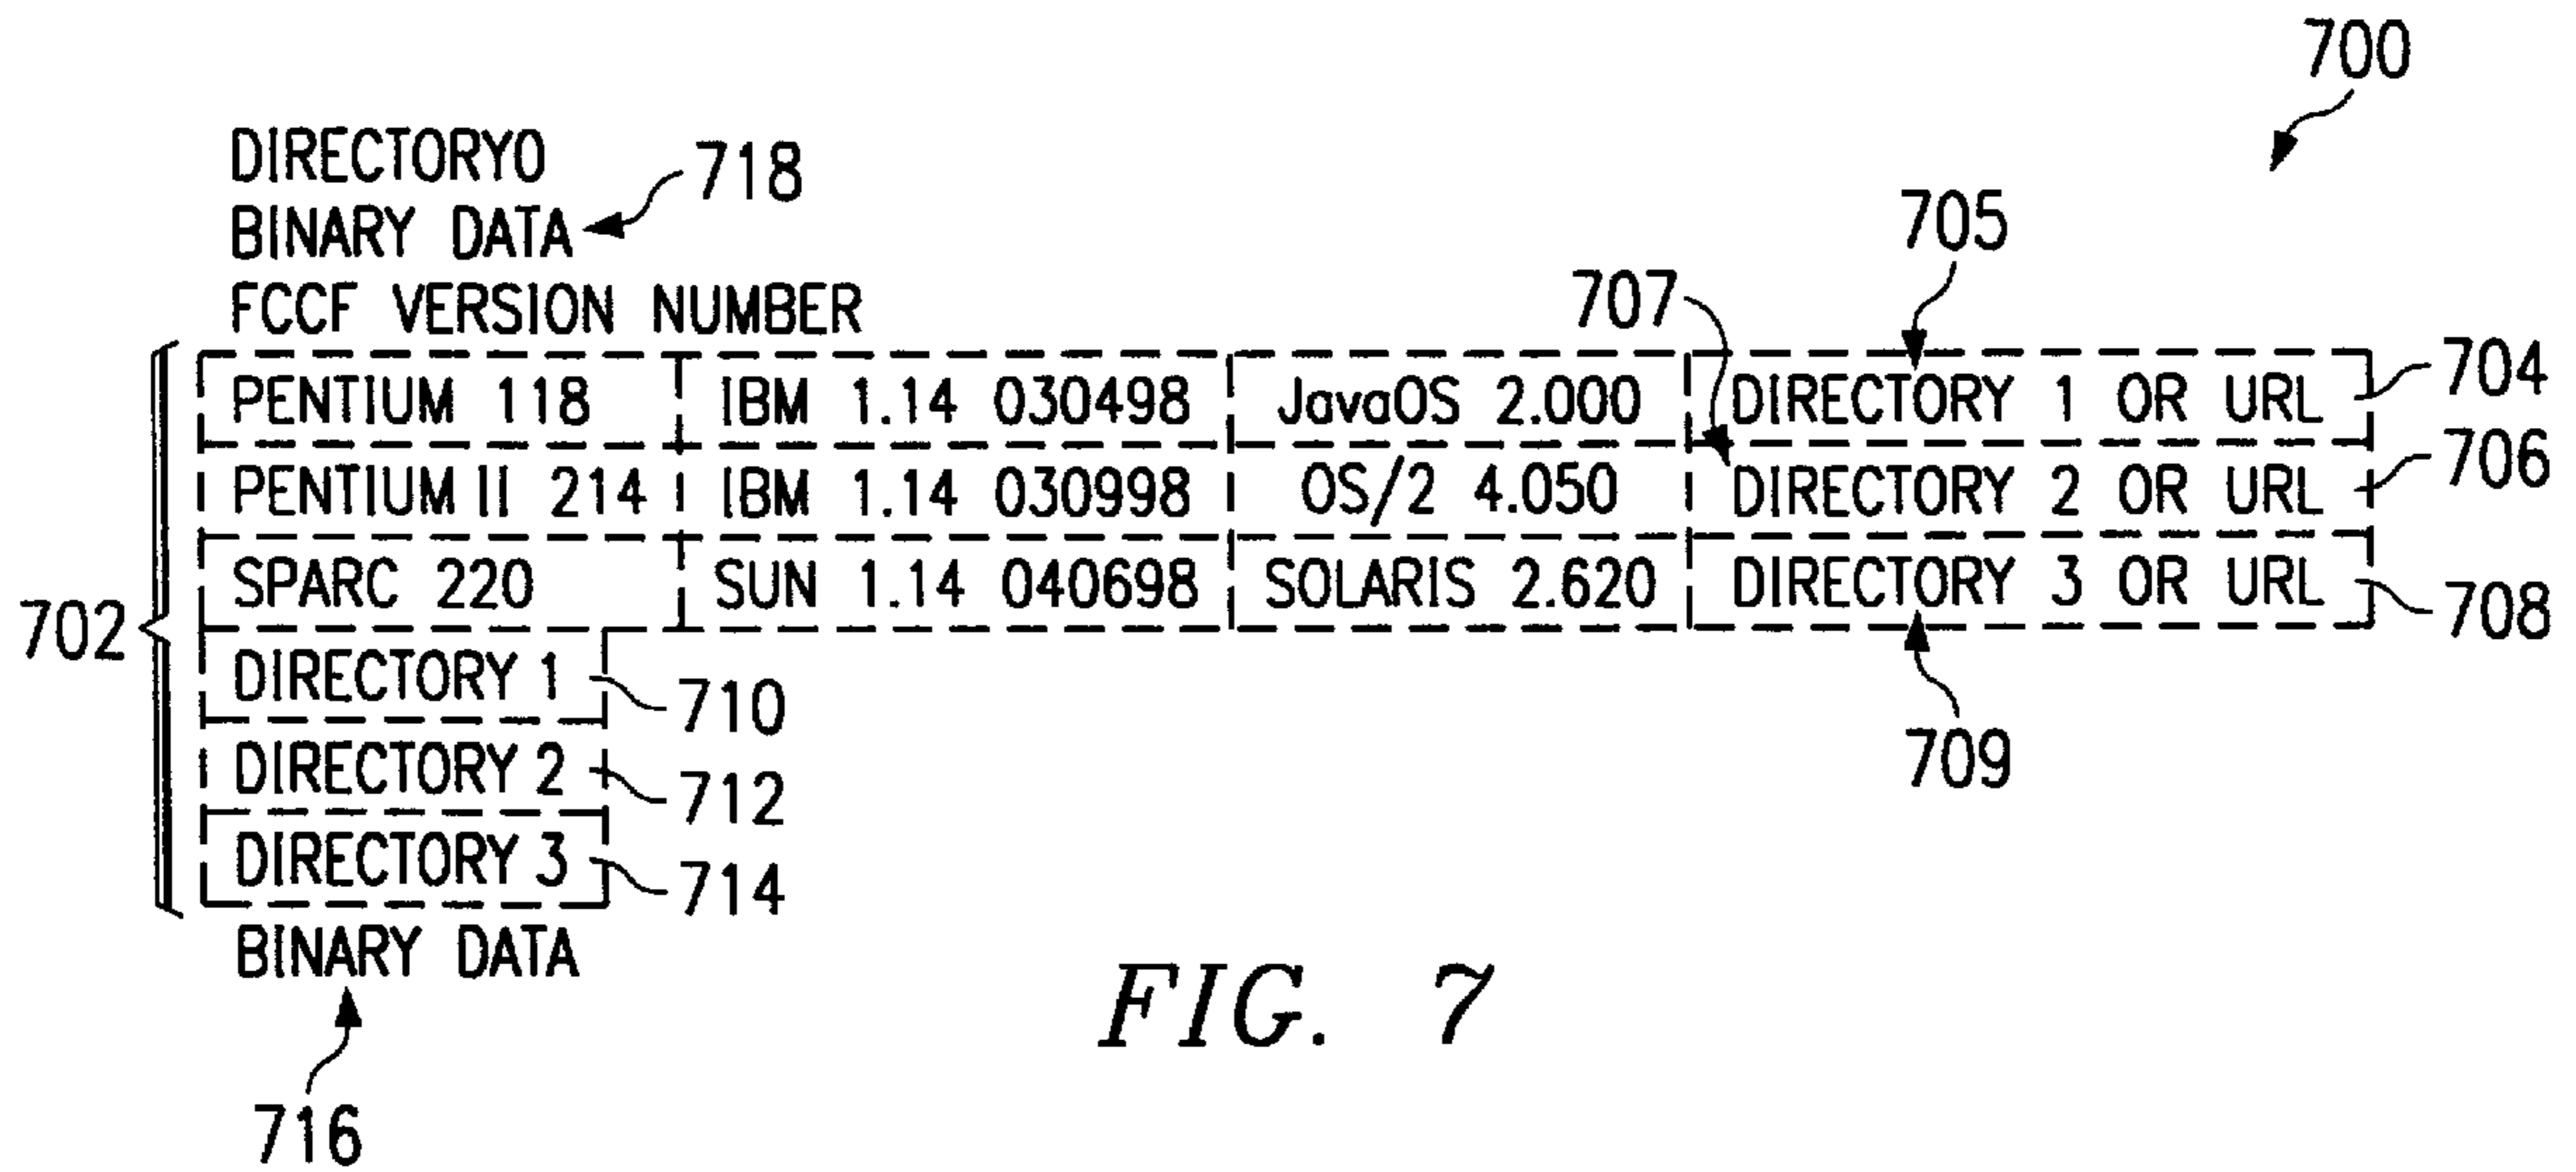 700
DIRECTORY0
718
BINARY DATA
705
FCCF VERSION NUMBER
707
PENTIUM 118 IBM 1.14 030498 JavaOS 2.000 DIRECTORY 1 OR URL 704
PENTIUM II 214 IBM 1.14 030998 OS/2 4.050 DIRECTORY 2 OR URL 706
SPARC 220 SUN 1.14 040698 SOLARIS 2.620 DIRECTORY 3 OR URL 708
702
DIRECTORY 1 710
709
DIRECTORY 2 712
DIRECTORY 3 714
BINARY DATA
716
FIG. 7